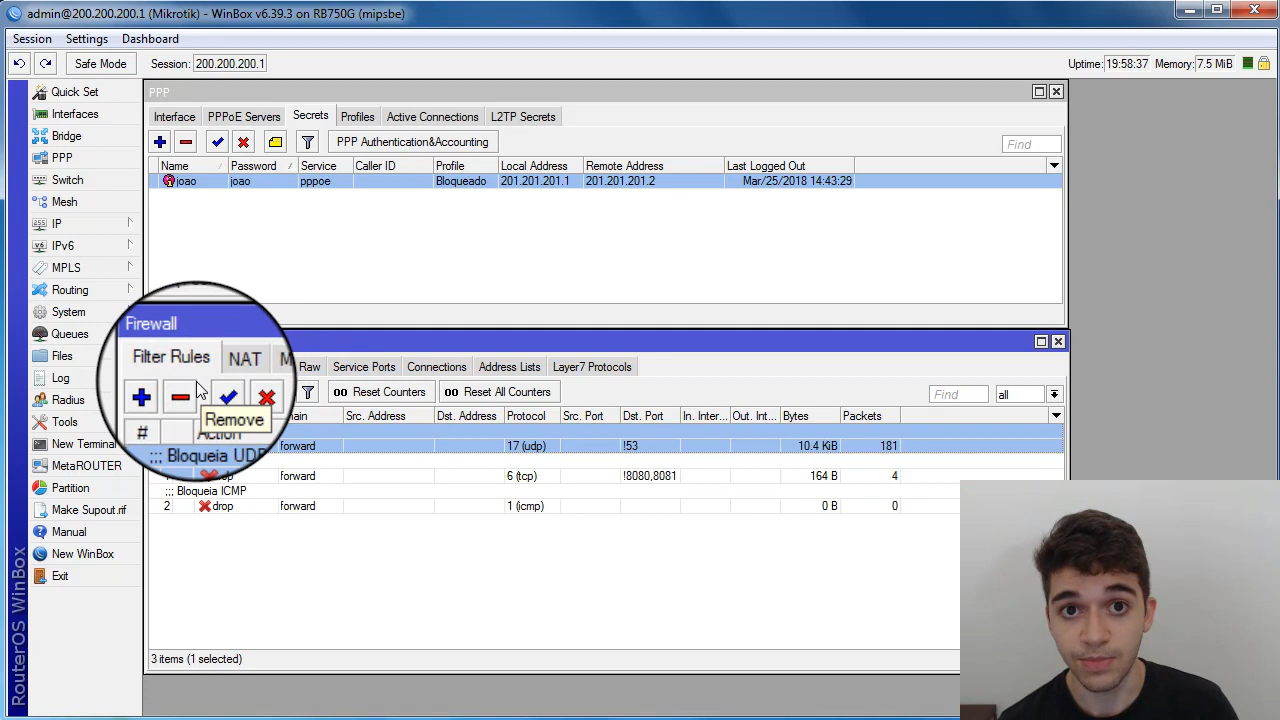 admin@200.200.200.1 (Mikrotik) - WinBox v6.39.3 on RB750G (mipsbe)
Session Settings Dashboard
Safe Mode Session: 200.200.200.1 Uptime: 19:58:37 Memory: 7.5 MiB
Quick Set
Interfaces
Bridge
PPP
Switch
Mesh
IP
IPv6
MPLS
Routing
System
Queues
Files
Log
Radius
Tools
New Terminal
MetaROUTER
Partition
Make Supout.rif
Manual
New WinBox
Exit
RouterOS WinBox
PPP
Interface PPPoE Servers Secrets Profiles Active Connections L2TP Secrets
PPP Authentication&Accounting Find
Name Password Service Caller ID Profile Local Address Remote Address Last Logged Out
joao joao pppoe Bloqueado 201.201.201.1 201.201.201.2 Mar/25/2018 14:43:29
Firewall
Filter Rules NAT Raw Service Ports Connections Address Lists Layer7 Protocols
00 Reset Counters 00 Reset All Counters Find all
Remove
# Action Src. Address Dst. Address Protocol Src. Port Dst. Port In. Inter... Out. Int... Bytes Packets
;;; Bloqueia UDP
forward 17 (udp) !53 10.4 KiB 181
forward 6 (tcp) !8080,8081 164 B 4
;;; Bloqueia ICMP
2 drop forward 1 (icmp) 0 B 0
3 items (1 selected)